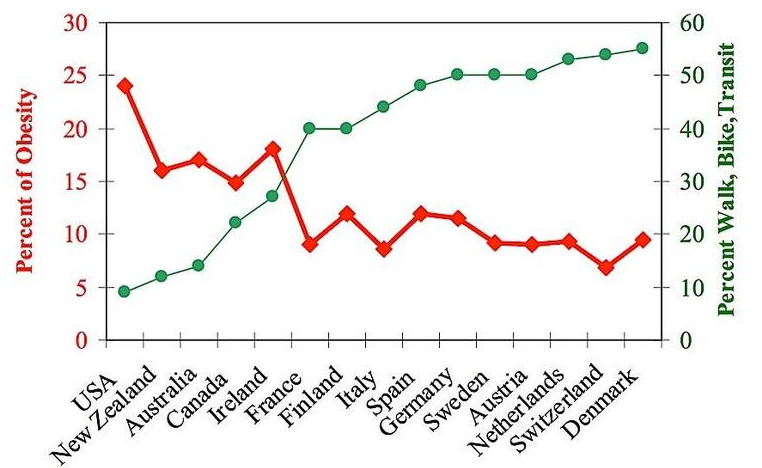 30
25
20
15
10
5
0
Percent of Obesity
60
50
40
30
20
10
0
Percent Walk, Bike,Transit
USA
New Zealand
Australia
Canada
Ireland
France
Finland
Italy
Spain
Germany
Sweden
Austria
Netherlands
Switzerland
Denmark